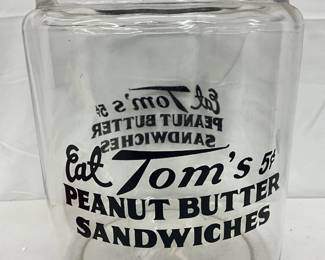 Eat Tom's 5¢
PEANUT BUTTER
SANDWICHES
Eat Tom's 5¢
PEANUT BUTTER
SANDWICHES